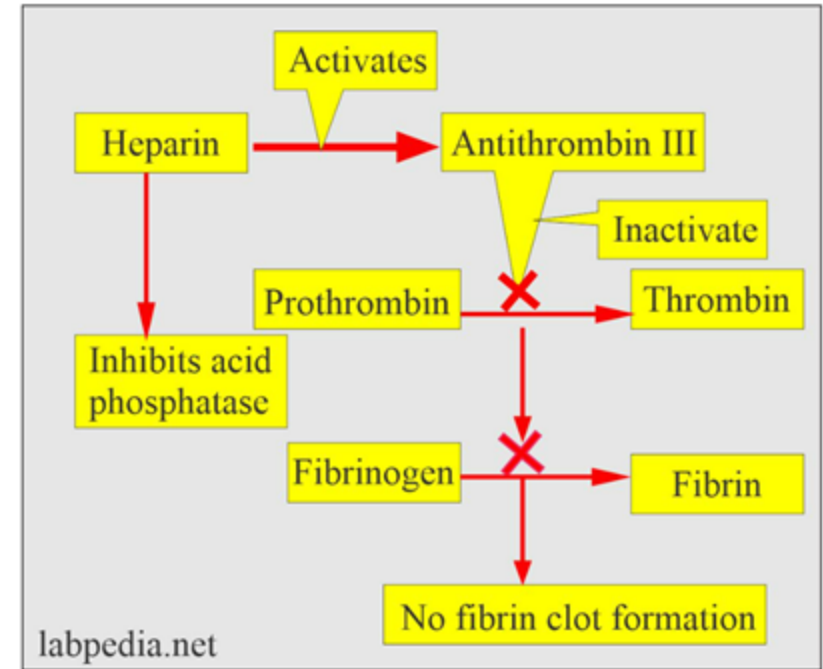 Activates
Heparin
Antithrombin III
Inactivate
Prothrombin
Thrombin
Inhibits acid
phosphatase
Fibrinogen
Fibrin
No fibrin clot formation
labpedia.net